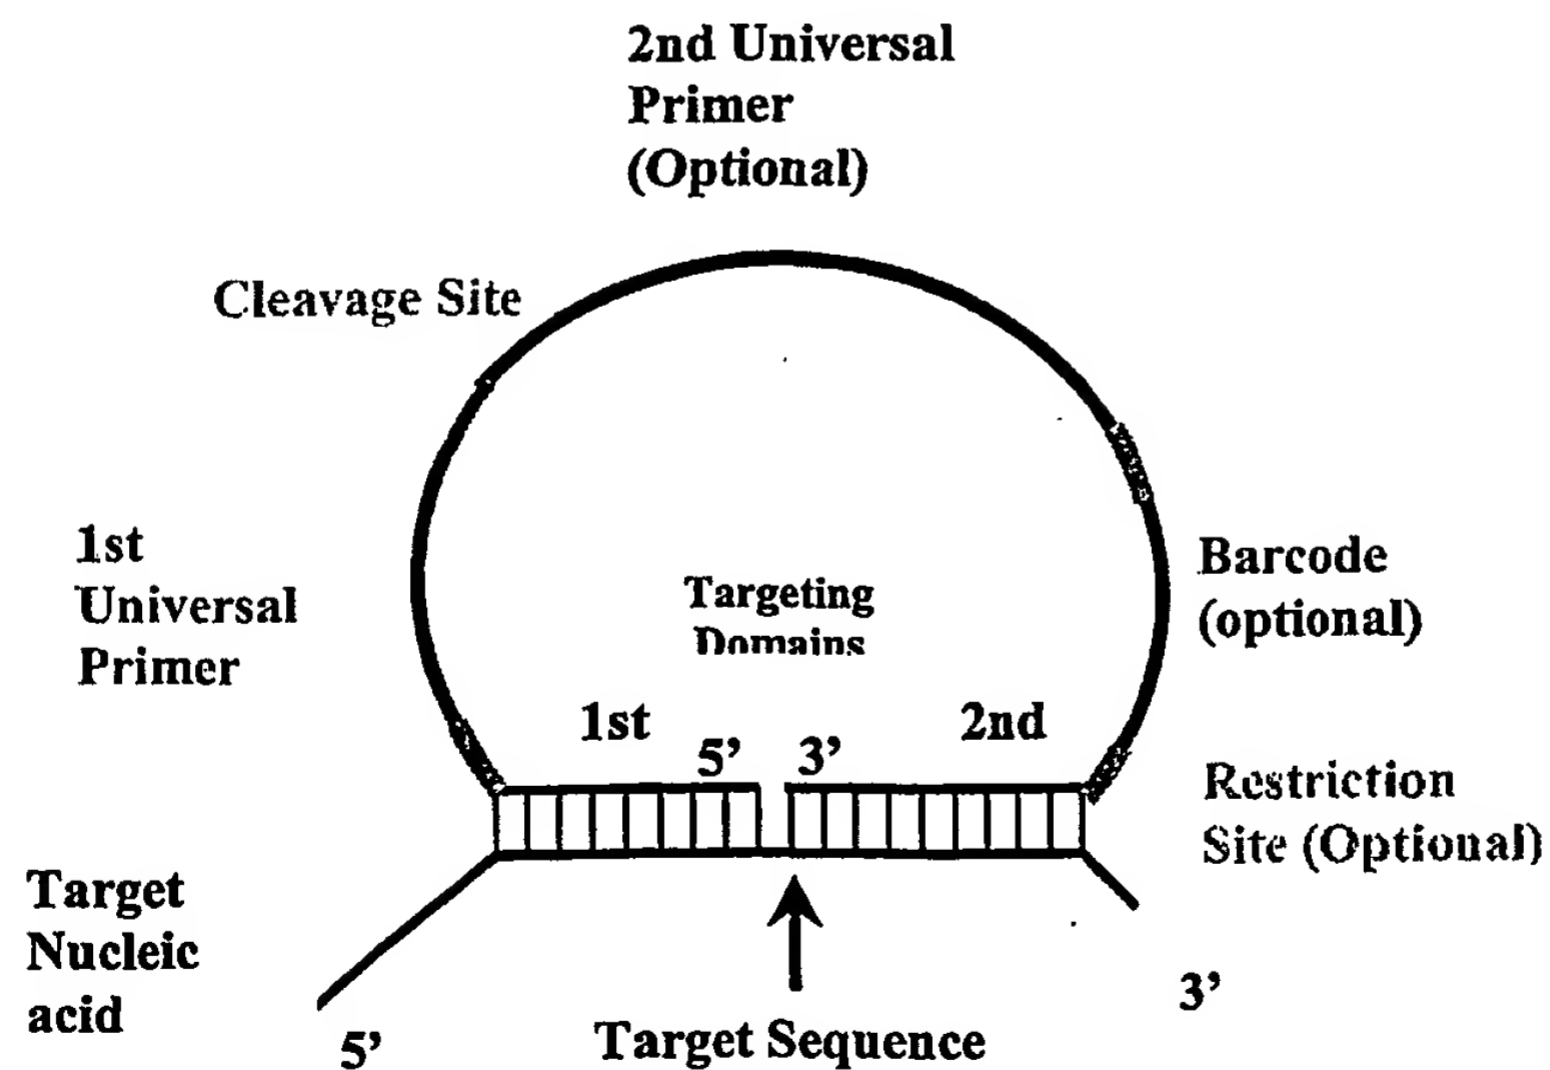 2nd Universal
Primer
(Optional)
Cleavage Site
1st
Universal
Primer
Targeting
Domains
Barcode
(optional)
1st
2nd
5’
3’
Restriction
Site (Optional)
Target
Nucleic
acid
5’
Target Sequence
3’